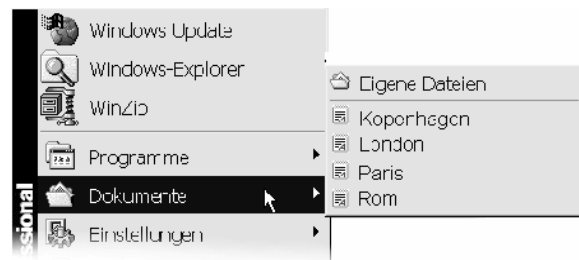 Windows Update
Windows-Explorer
WinZip
Programme
Dokumente
Einstellungen
Eigene Dateien
Kopenhagen
London
Paris
Rom
ssional